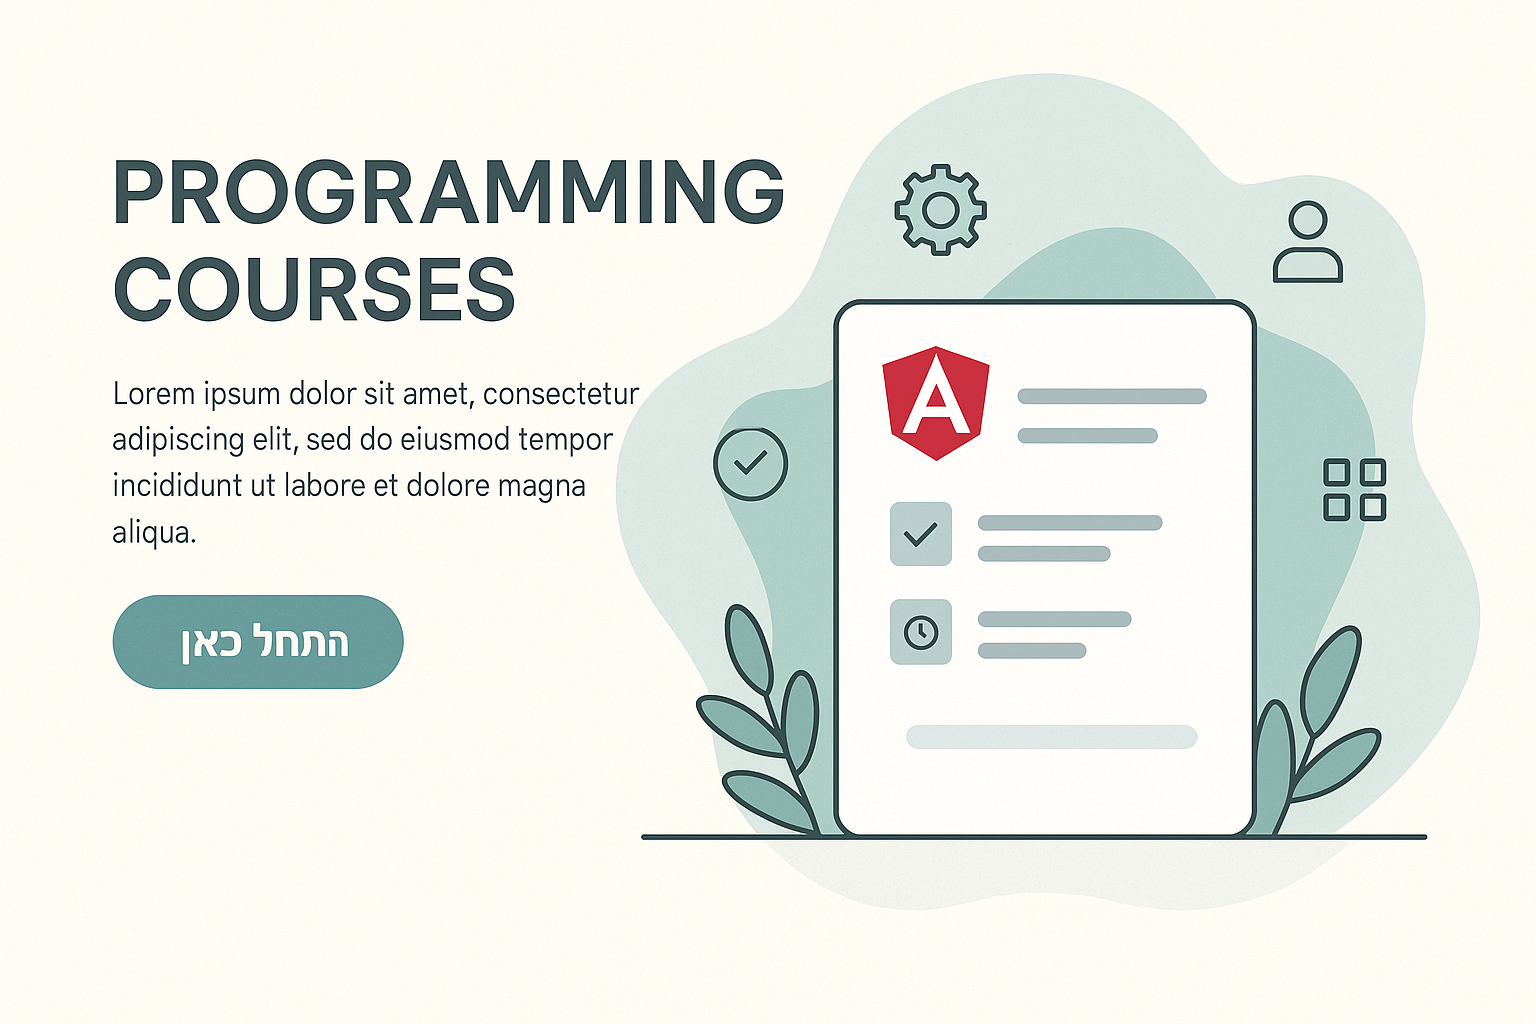 PROGRAMMING
COURSES
Lorem ipsum dolor sit amet, consectetur
adipiscing elit, sed do eiusmod tempor
incididunt ut labore et dolore magna
aliqua.
התחל כאן